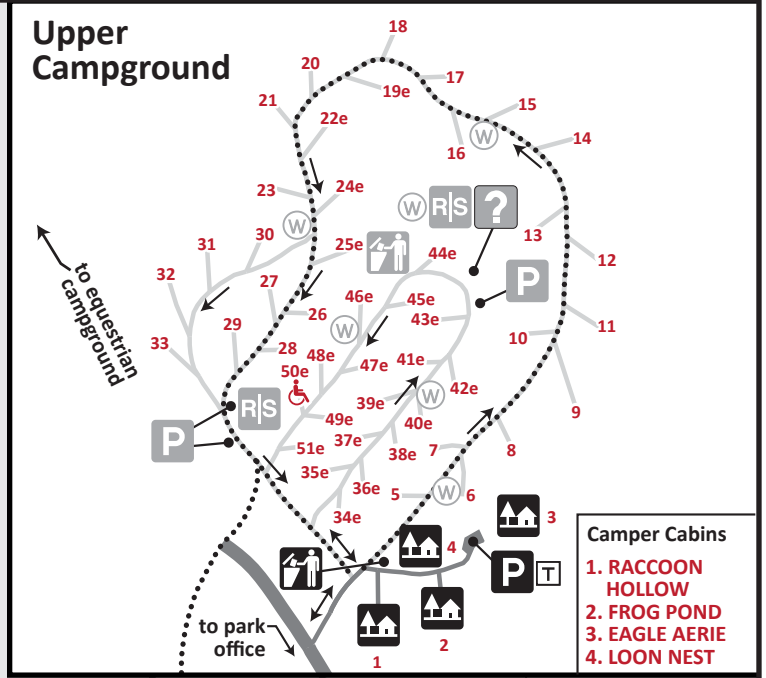 Upper
Campground
18
20
17
19e
21
15
22e
W
14
16
23
24e
W
R|S
?
13
W
30
31
25e
44e
12
32
27
46e
45e
P
26
43e
11
29
W
10
33
28
48e
41e
47e
50e
42e
39e
W
9
R|S
49e
40e
P
37e
7
8
51e
38e
35e
36e
5
W
6
34e
3
4
P
T
2
1
to equestrian
campground
to park
office
Camper Cabins
1. RACCOON
HOLLOW
2. FROG POND
3. EAGLE AERIE
4. LOON NEST